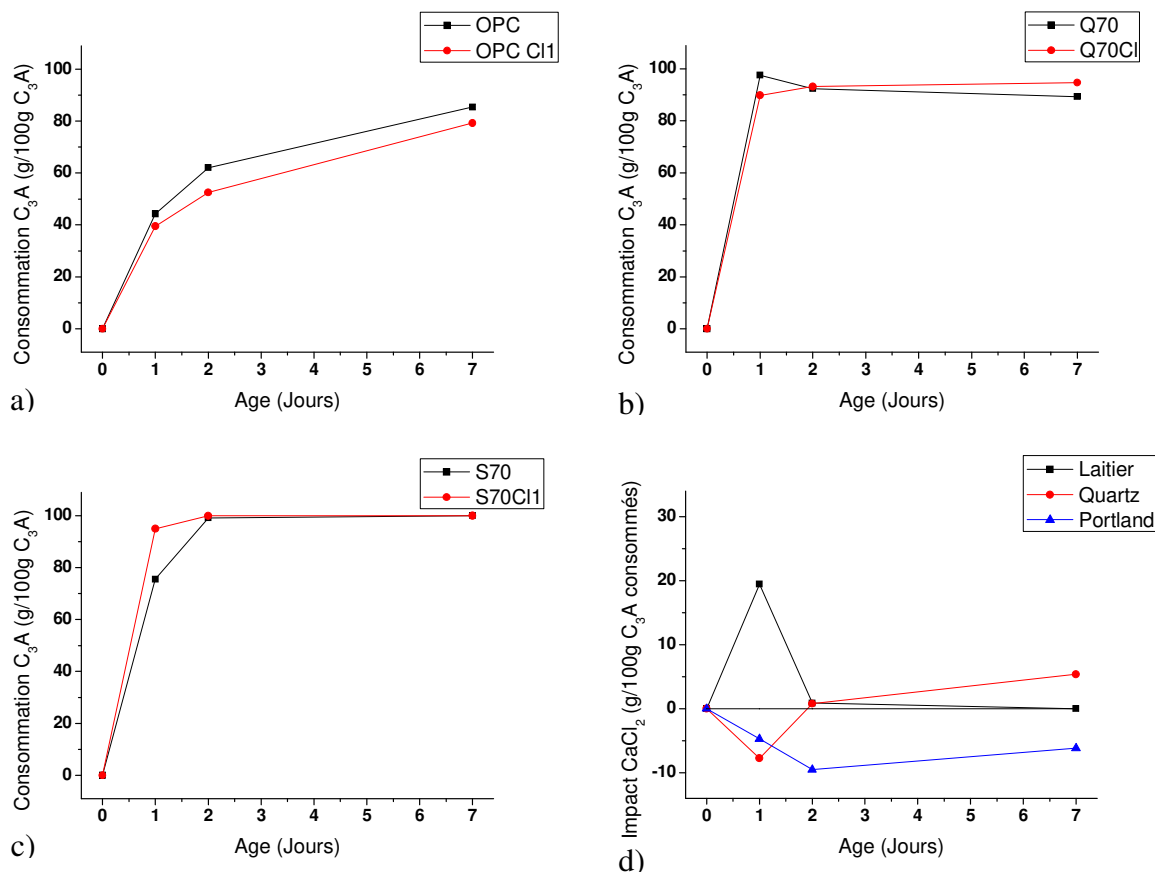 OPC
OPC Cl1
Consommation C₃A (g/100g C₃A)
100
80
60
40
20
0
0 1 2 3 4 5 6 7
Age (Jours)
a)
Q70
Q70Cl
Consommation C₃A (g/100g C₃A)
100
80
60
40
20
0
0 1 2 3 4 5 6 7
Age (Jours)
b)
S70
S70Cl1
Consommation C₃A (g/100g C₃A)
100
80
60
40
20
0
0 1 2 3 4 5 6 7
Age (Jours)
c)
Laitier
Quartz
Portland
Impact CaCl₂ (g/100g C₃A consommés)
30
20
10
0
-10
0 1 2 3 4 5 6 7
Age (Jours)
d)